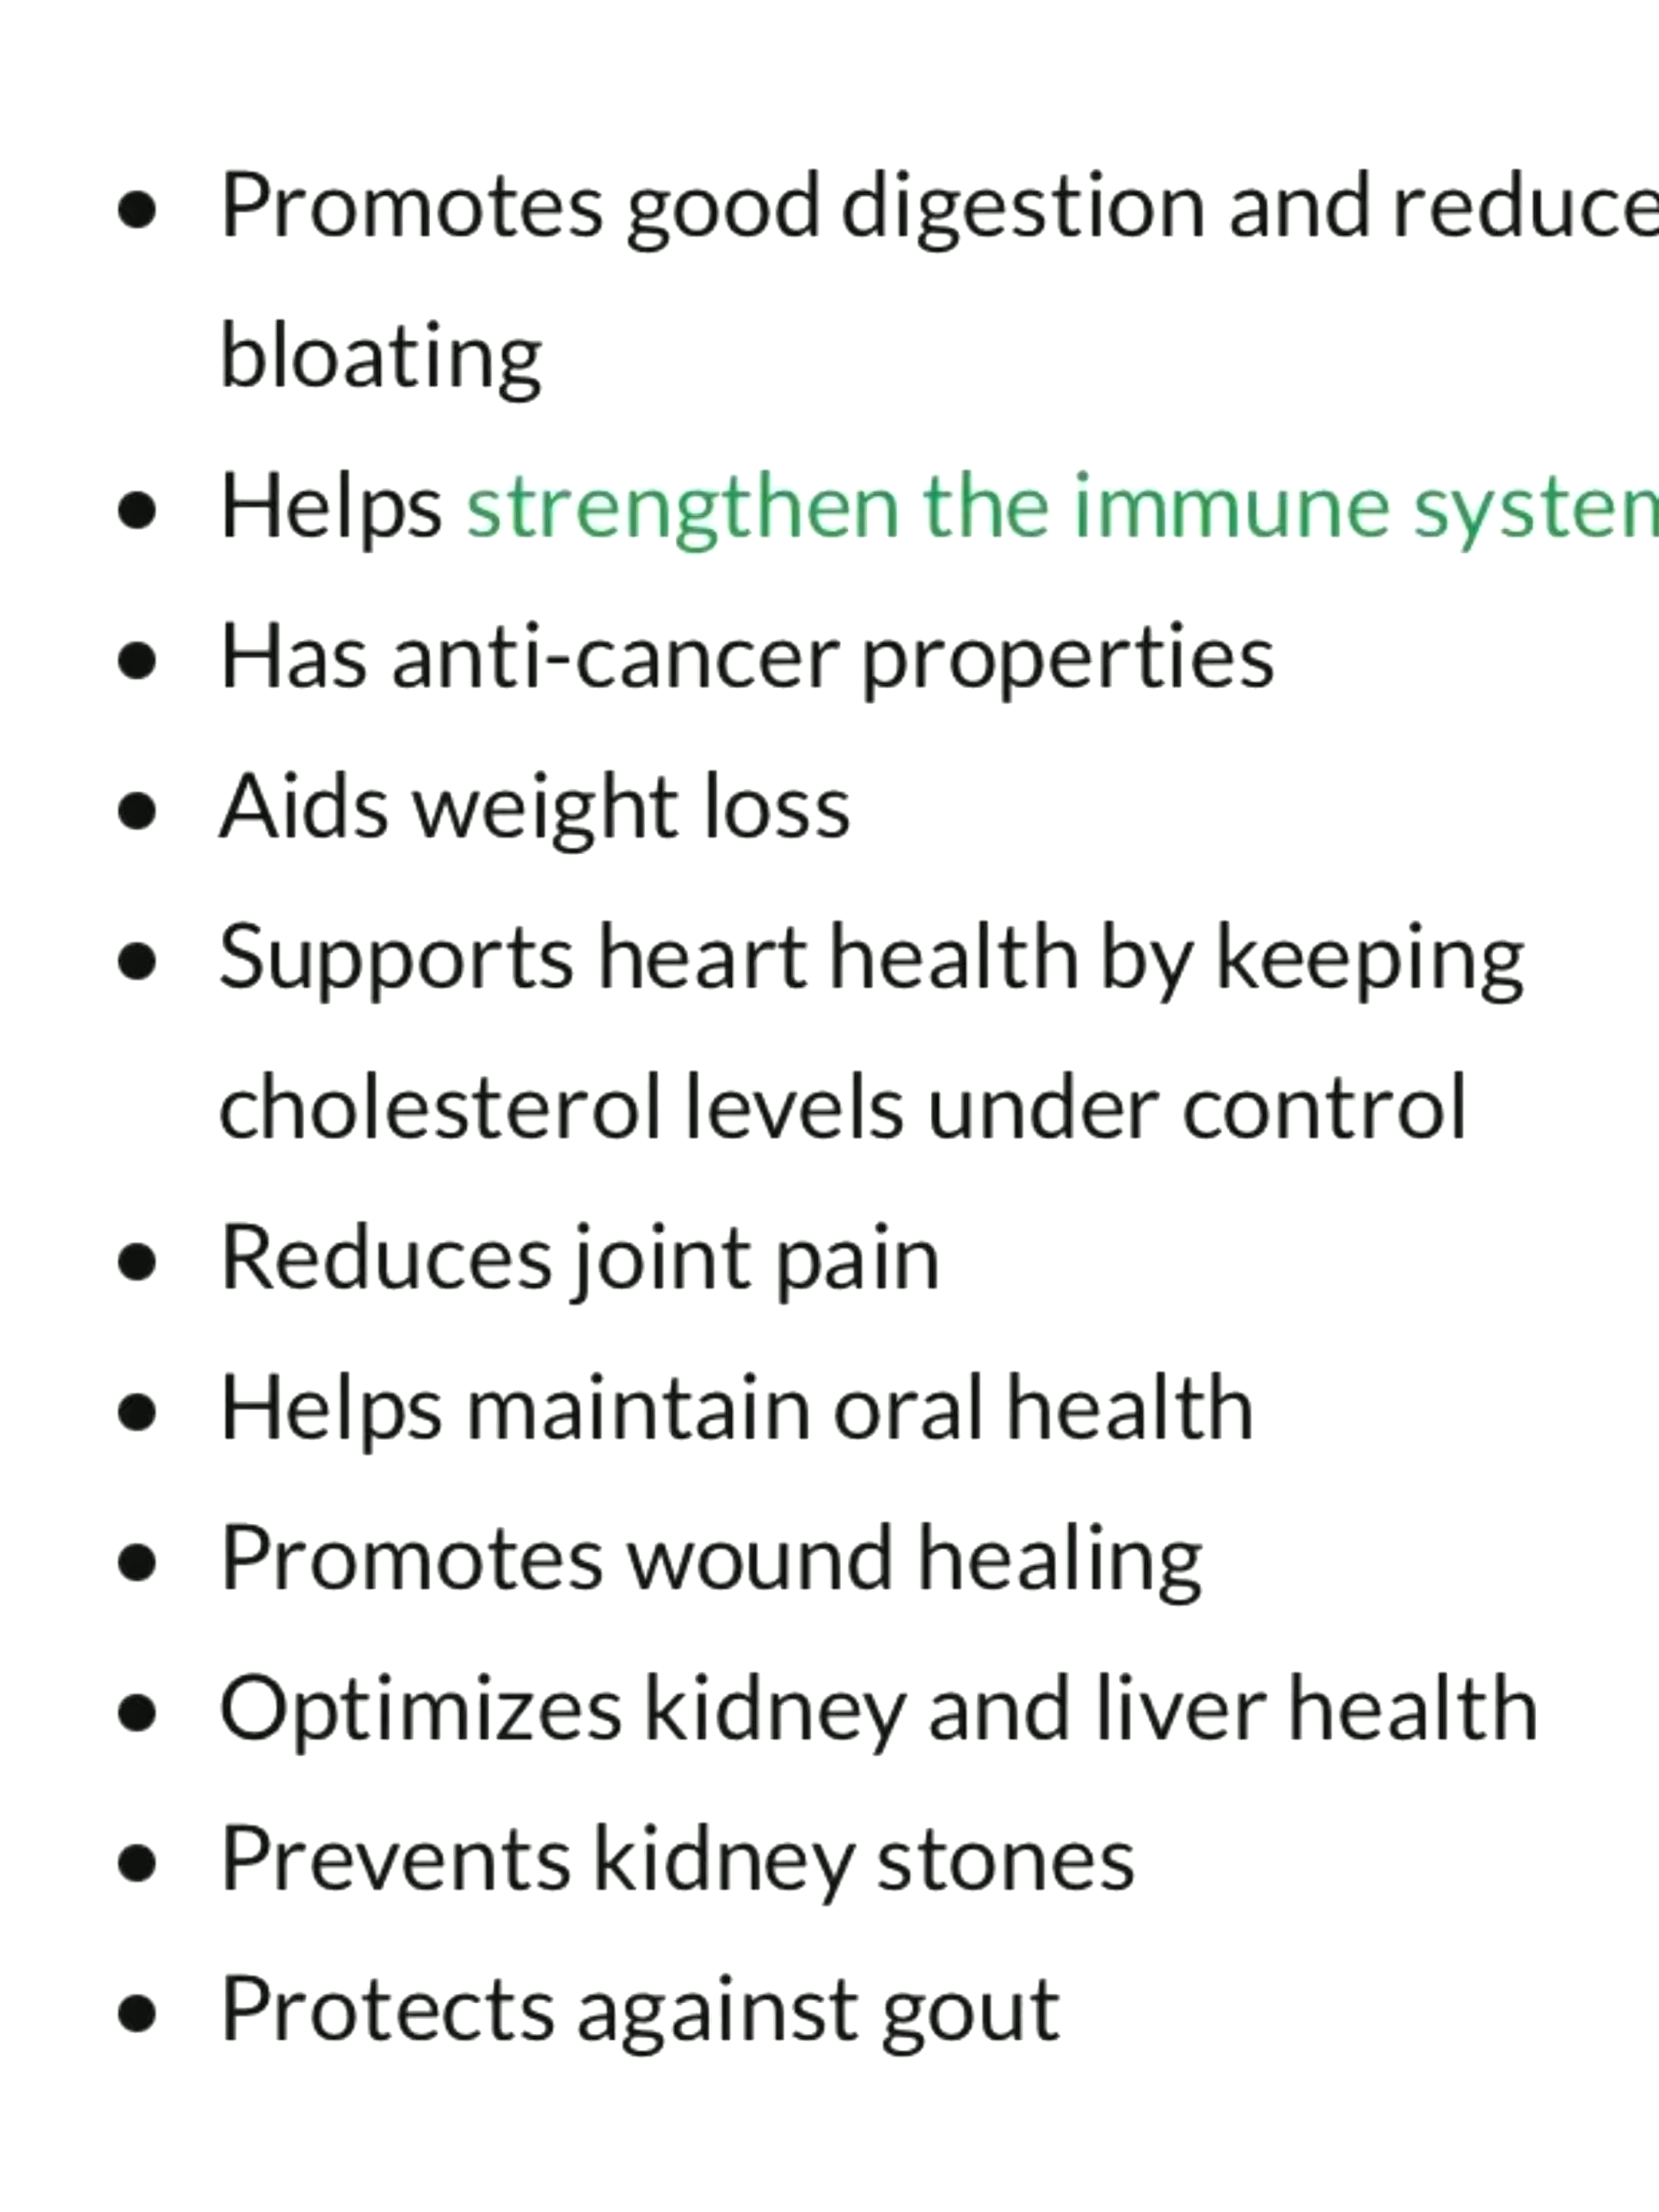 • Promotes good digestion and reduce
bloating
• Helps strengthen the immune system
• Has anti-cancer properties
• Aids weight loss
• Supports heart health by keeping
cholesterol levels under control
• Reduces joint pain
• Helps maintain oral health
• Promotes wound healing
• Optimizes kidney and liver health
• Prevents kidney stones
• Protects against gout